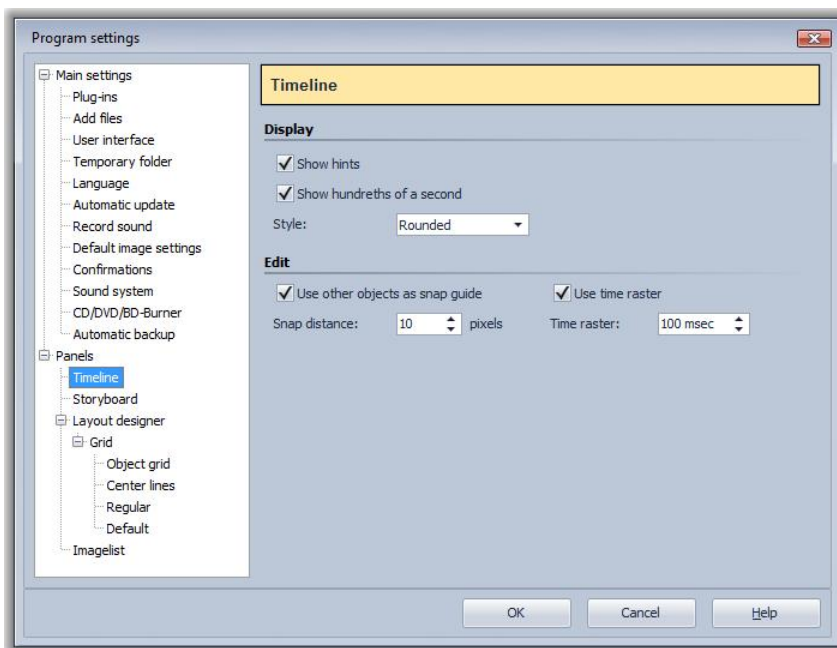 Program settings
Main settings
Plug-ins
Add files
User interface
Temporary folder
Language
Automatic update
Record sound
Default image settings
Confirmations
Sound system
CD/DVD/BD-Burner
Automatic backup
Panels
Timeline
Storyboard
Layout designer
Grid
Object grid
Center lines
Regular
Default
Imagelist
Timeline
Display
Show hints
Show hundreths of a second
Style: Rounded
Edit
Use other objects as snap guide Use time raster
Snap distance: 10 pixels Time raster: 100 msec
OK Cancel Help